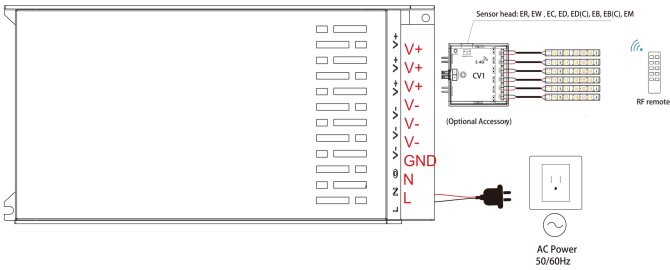 Sensor head: ER, EW , EC, ED, ED(C), EB, EB(C), EM
V+
V+
V+
V-
V-
V-
GND
N
L
V+
V+
V+
V-
V-
V-
N
L
2.4G
CV1
(Optional Accessory)
RF remote
AC Power
50/60Hz